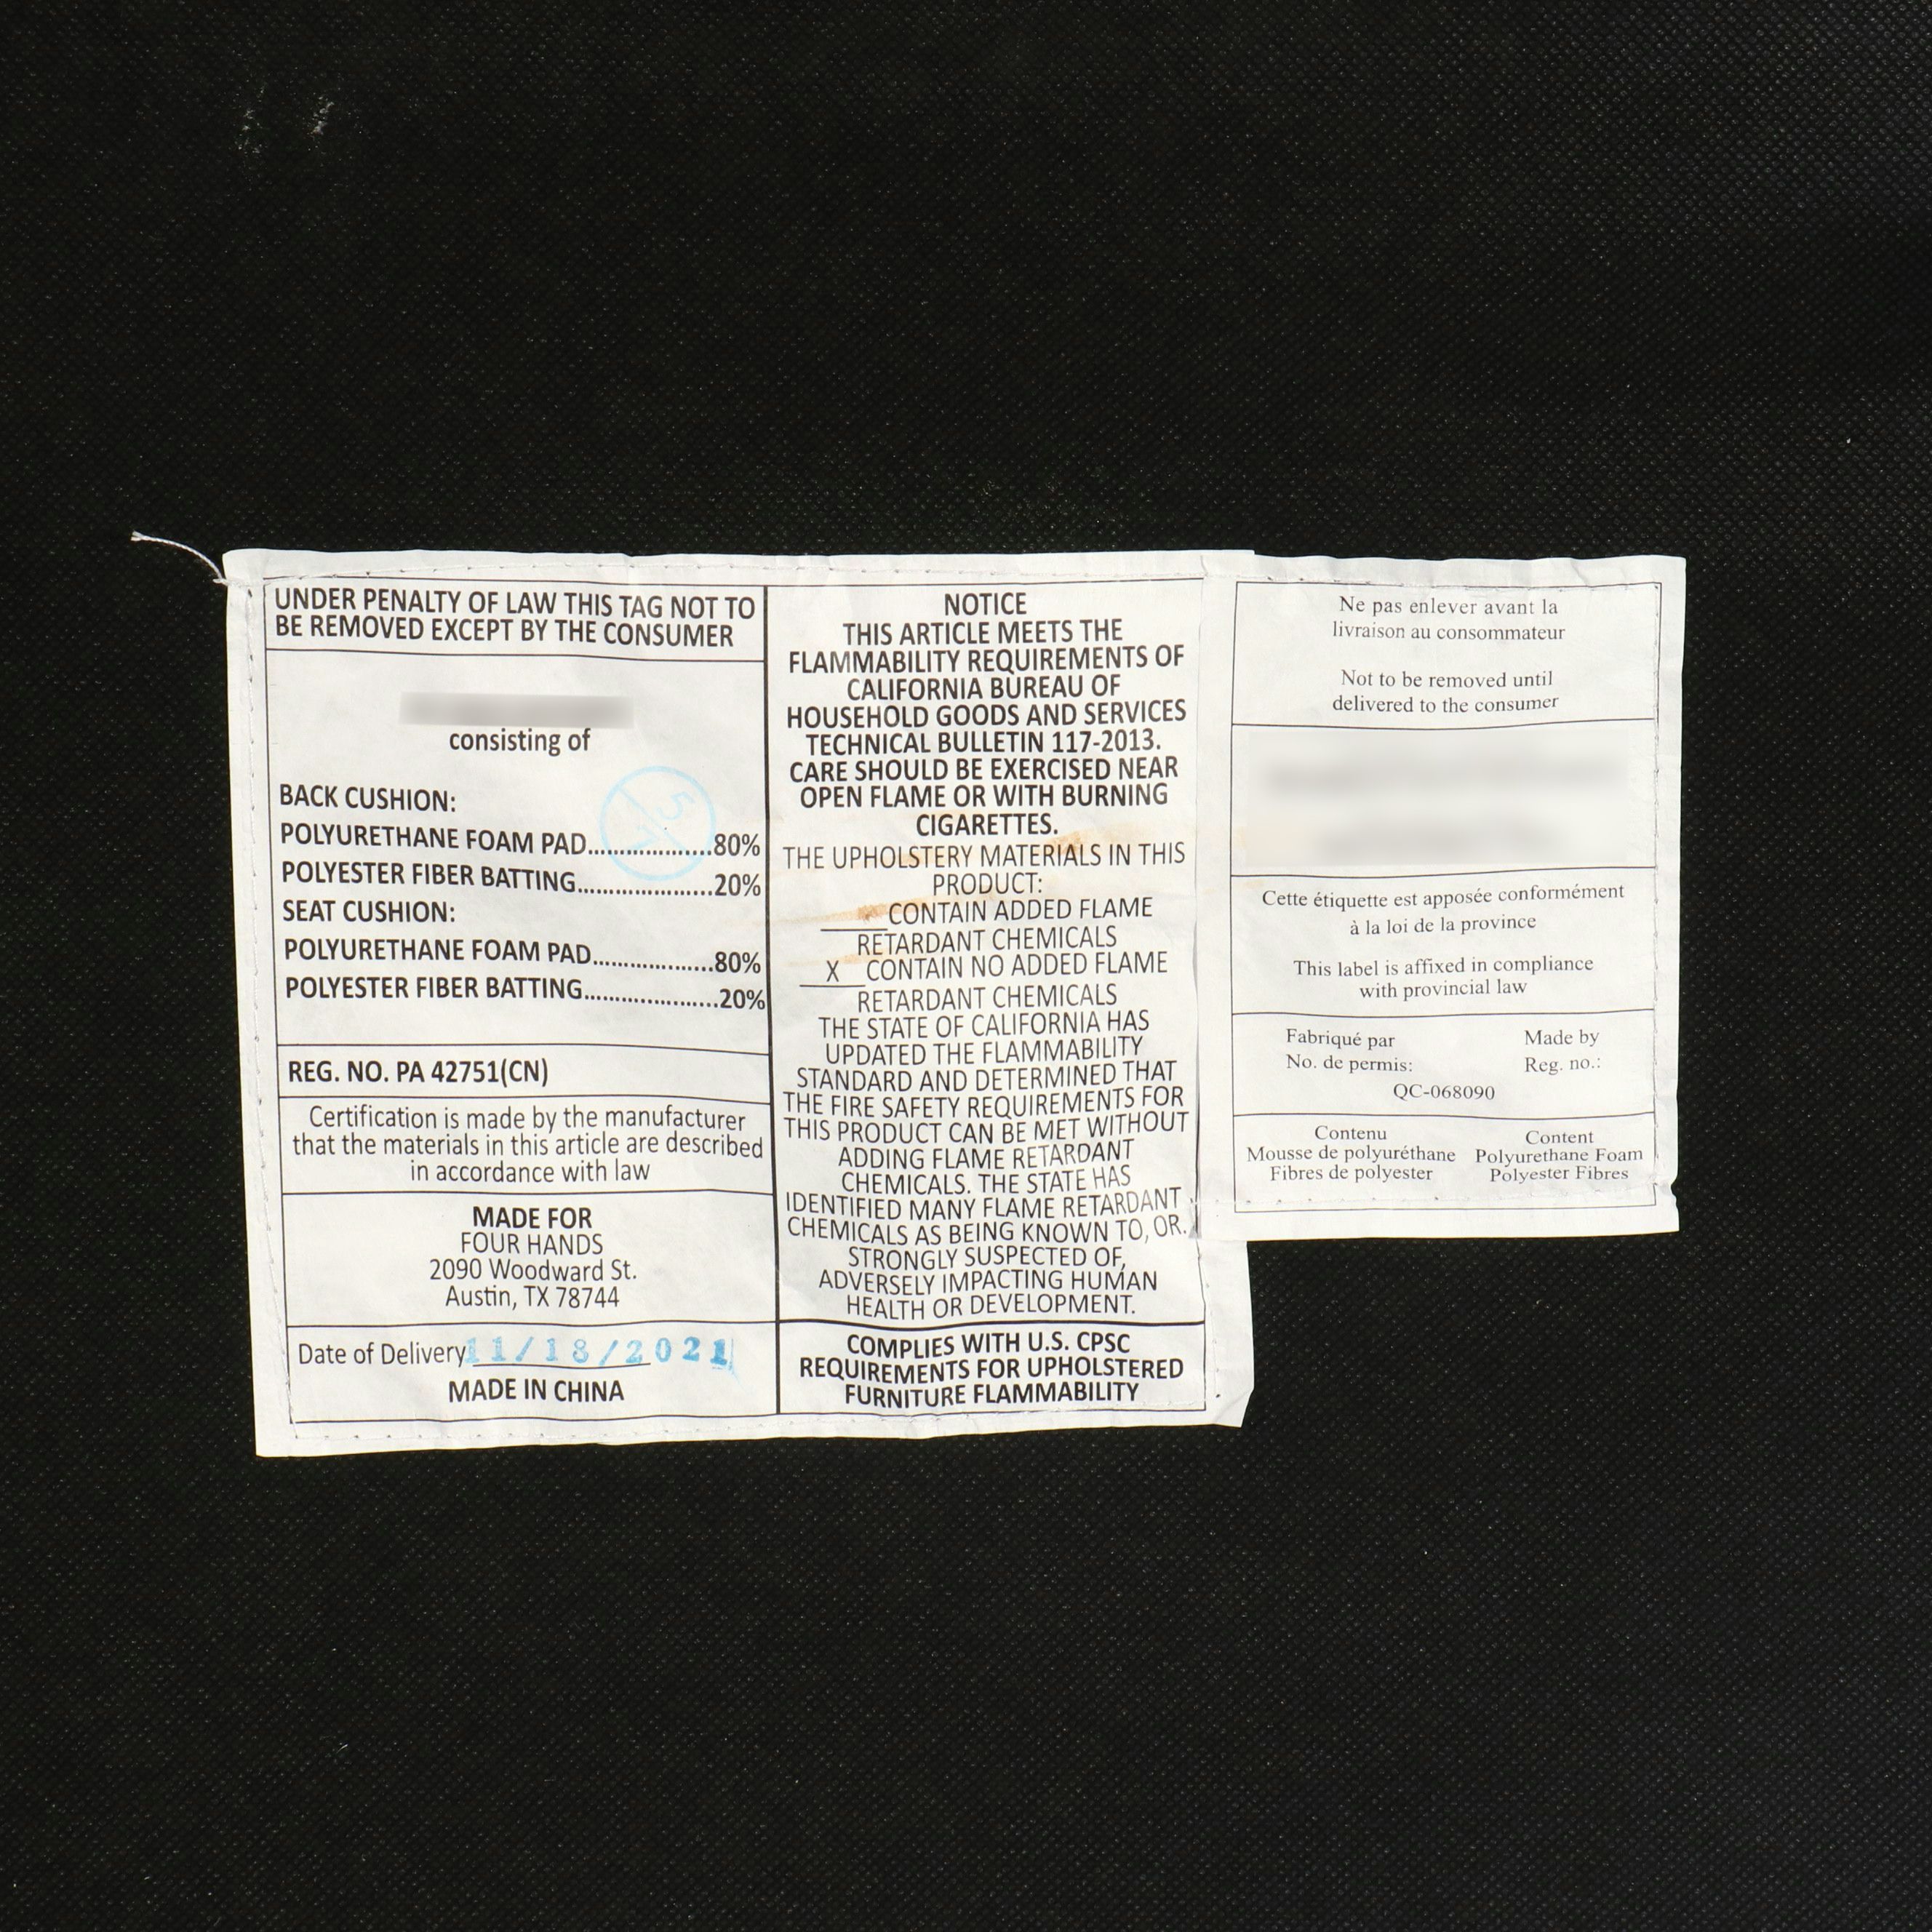 UNDER PENALTY OF LAW THIS TAG NOT TO
BE REMOVED EXCEPT BY THE CONSUMER
consisting of
BACK CUSHION:
POLYURETHANE FOAM PAD...................80%
POLYESTER FIBER BATTING.....................20%
SEAT CUSHION:
POLYURETHANE FOAM PAD...................80%
POLYESTER FIBER BATTING.....................20%
REG. NO. PA 42751(CN)
Certification is made by the manufacturer
that the materials in this article are described
in accordance with law
MADE FOR
FOUR HANDS
2090 Woodward St.
Austin, TX 78744
Date of Delivery 11/18/2021
MADE IN CHINA
NOTICE
THIS ARTICLE MEETS THE
FLAMMABILITY REQUIREMENTS OF
CALIFORNIA BUREAU OF
HOUSEHOLD GOODS AND SERVICES
TECHNICAL BULLETIN 117-2013.
CARE SHOULD BE EXERCISED NEAR
OPEN FLAME OR WITH BURNING
CIGARETTES.
THE UPHOLSTERY MATERIALS IN THIS
PRODUCT:
_____CONTAIN ADDED FLAME
RETARDANT CHEMICALS
__X__CONTAIN NO ADDED FLAME
RETARDANT CHEMICALS
THE STATE OF CALIFORNIA HAS
UPDATED THE FLAMMABILITY
STANDARD AND DETERMINED THAT
THE FIRE SAFETY REQUIREMENTS FOR
THIS PRODUCT CAN BE MET WITHOUT
ADDING FLAME RETARDANT
CHEMICALS. THE STATE HAS
IDENTIFIED MANY FLAME RETARDANT
CHEMICALS AS BEING KNOWN TO, OR.
STRONGLY SUSPECTED OF,
ADVERSELY IMPACTING HUMAN
HEALTH OR DEVELOPMENT.
COMPLIES WITH U.S. CPSC
REQUIREMENTS FOR UPHOLSTERED
FURNITURE FLAMMABILITY
Ne pas enlever avant la
livraison au consommateur
Not to be removed until
delivered to the consumer
Cette étiquette est apposée conformément
à la loi de la province
This label is affixed in compliance
with provincial law
Fabriqué par Made by
No. de permis: Reg. no.:
QC-068090
Contenu Content
Mousse de polyuréthane Polyurethane Foam
Fibres de polyester Polyester Fibres